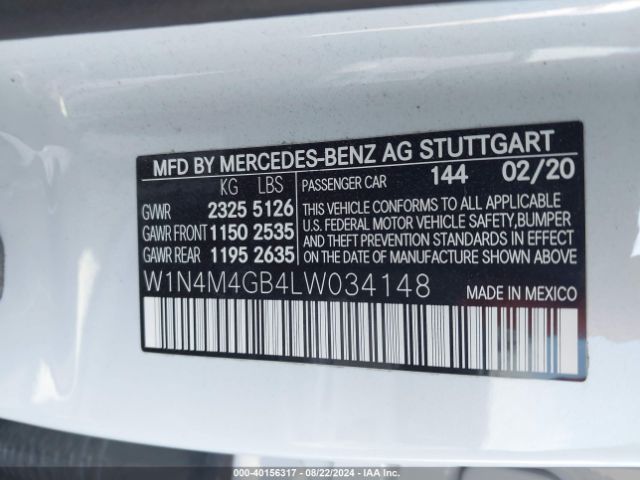 MFD BY MERCEDES-BENZ AG STUTTGART
KG LBS PASSENGER CAR 144 02/20
GVWR 2325 5126
GAWR FRONT 1150 2535
GAWR REAR 1195 2635
THIS VEHICLE CONFORMS TO ALL APPLICABLE
U.S. FEDERAL MOTOR VEHICLE SAFETY, BUMPER
AND THEFT PREVENTION STANDARDS IN EFFECT
ON THE DATE OF MANUFACTURE SHOWN ABOVE
W1N4M4GB4LW034148 MADE IN MEXICO
000-40156317 - 08/22/2024 - IAA Inc.